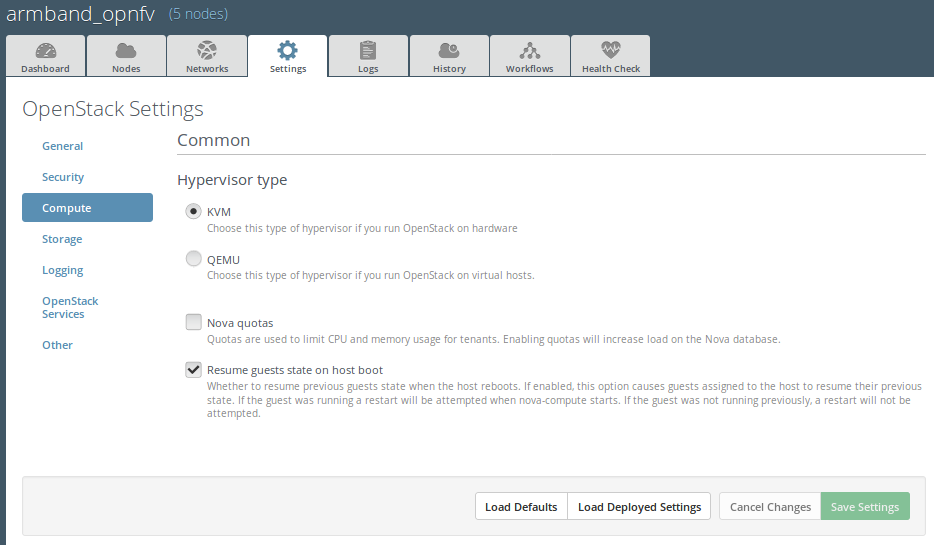 armband_opnfv (5 nodes)
Dashboard Nodes Networks Settings Logs History Workflows Health Check
OpenStack Settings
General
Security
Compute
Storage
Logging
OpenStack
Services
Other
Common
Hypervisor type
KVM
Choose this type of hypervisor if you run OpenStack on hardware
QEMU
Choose this type of hypervisor if you run OpenStack on virtual hosts.
Nova quotas
Quotas are used to limit CPU and memory usage for tenants. Enabling quotas will increase load on the Nova database.
Resume guests state on host boot
Whether to resume previous guests state when the host reboots. If enabled, this option causes guests assigned to the host to resume their previous
state. If the guest was running a restart will be attempted when nova-compute starts. If the guest was not running previously, a restart will not be
attempted.
Load Defaults Load Deployed Settings Cancel Changes Save Settings